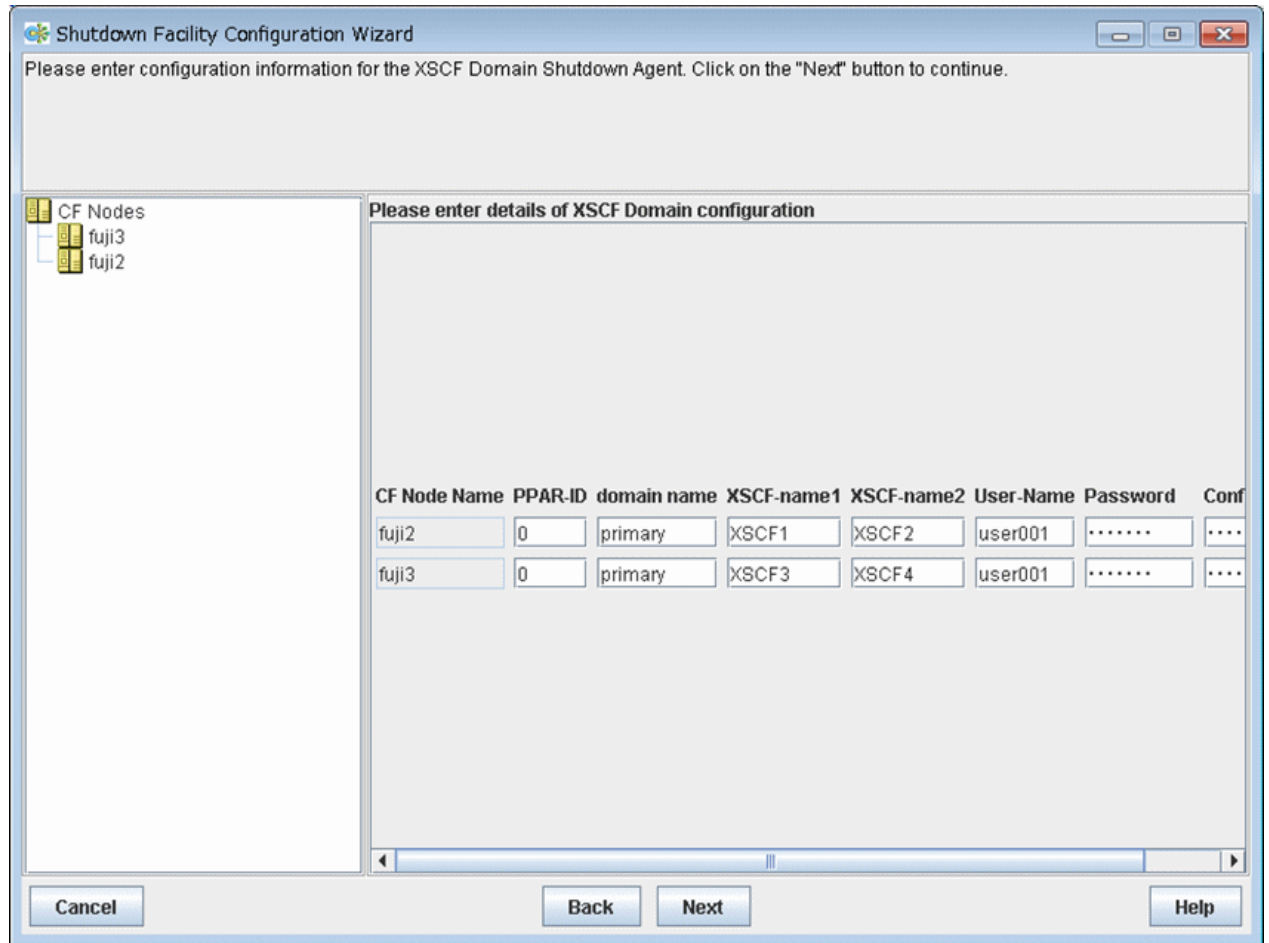 Shutdown Facility Configuration Wizard
Please enter configuration information for the XSCF Domain Shutdown Agent. Click on the "Next" button to continue.
CF Nodes
fuji3
fuji2
Please enter details of XSCF Domain configuration
CF Node Name PPAR-ID domain name XSCF-name1 XSCF-name2 User-Name Password Conf
fuji2 0 primary XSCF1 XSCF2 user001 ······· ····
fuji3 0 primary XSCF3 XSCF4 user001 ······· ····
Cancel Back Next Help